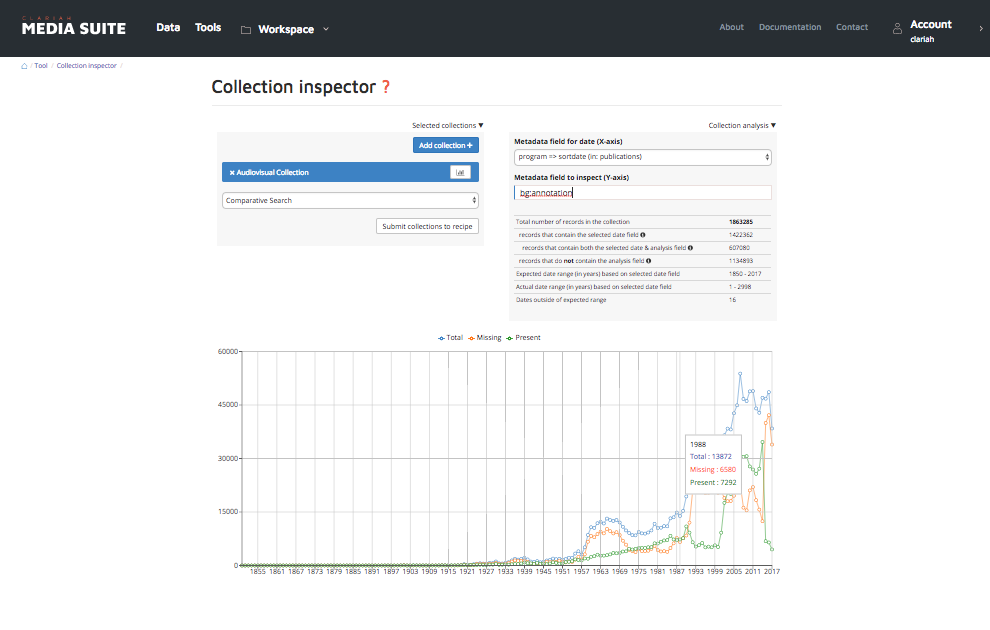 CLARIAH
MEDIA SUITE
Data Tools Workspace
About Documentation Contact Account
clariah
/ Tool / Collection inspector /
Collection inspector ?
Selected collections ▼
Add collection +
× Audiovisual Collection
Comparative Search
Submit collections to recipe
Collection analysis ▼
Metadata field for date (X-axis)
program => sortdate (in: publications)
Metadata field to inspect (Y-axis)
bg:annotation
Total number of records in the collection 1863285
records that contain the selected date field 1422362
records that contain both the selected date & analysis field 607080
records that do not contain the analysis field 1134893
Expected date range (in years) based on selected date field 1850 - 2017
Actual date range (in years) based on selected date field 1 - 2998
Dates outside of expected range 16
Total Missing Present
60000
45000
30000
15000
0
1988
Total : 13872
Missing : 6580
Present : 7292
1855 1861 1867 1873 1879 1885 1891 1897 1903 1909 1915 1921 1927 1933 1939 1945 1951 1957 1963 1969 1975 1981 1987 1993 1999 2005 2011 2017